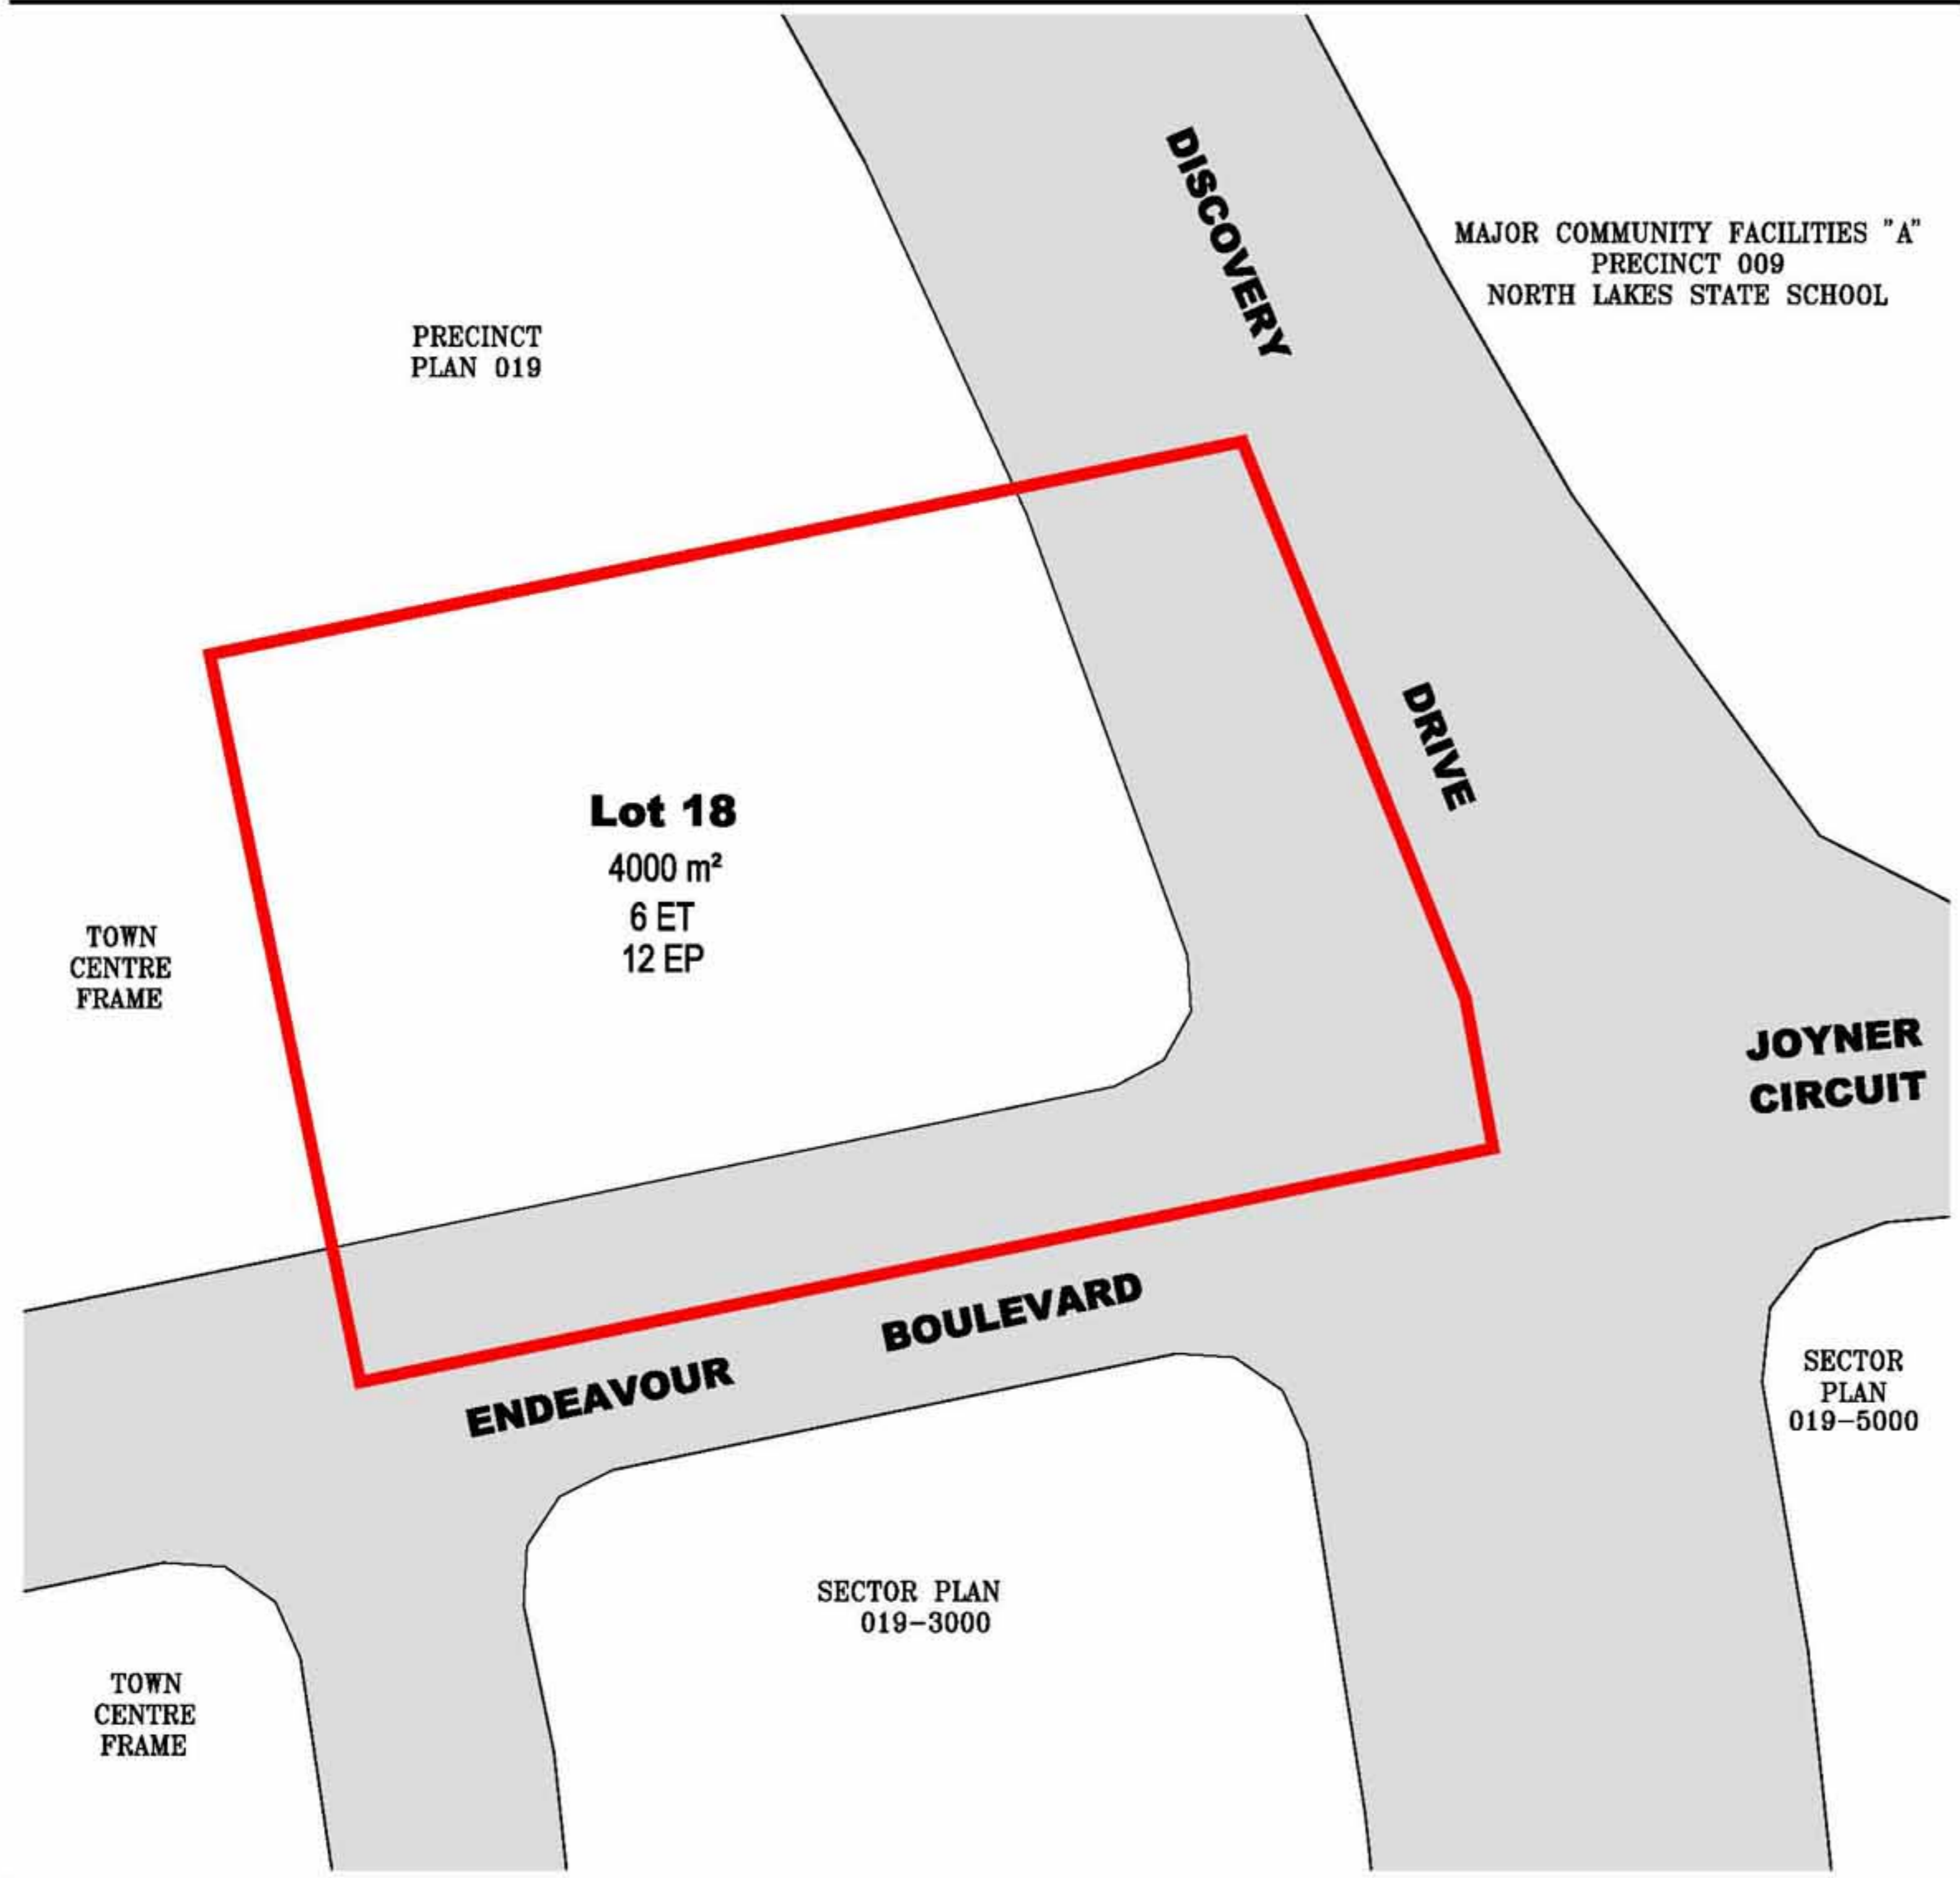 DISCOVERY
MAJOR COMMUNITY FACILITIES "A"
PRECINCT 009
NORTH LAKES STATE SCHOOL
PRECINCT
PLAN 019
DRIVE
Lot 18
4000 m²
6 ET
12 EP
TOWN
CENTRE
FRAME
JOYNER
CIRCUIT
ENDEAVOUR BOULEVARD
SECTOR
PLAN
019-5000
SECTOR PLAN
019-3000
TOWN
CENTRE
FRAME